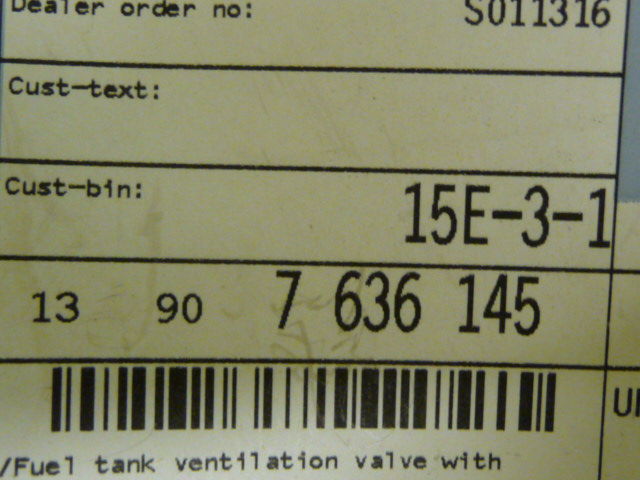 Dealer order no: S011316
Cust-text:
Cust-bin: 15E-3-1
13 90 7 636 145
/Fuel tank ventilation valve with